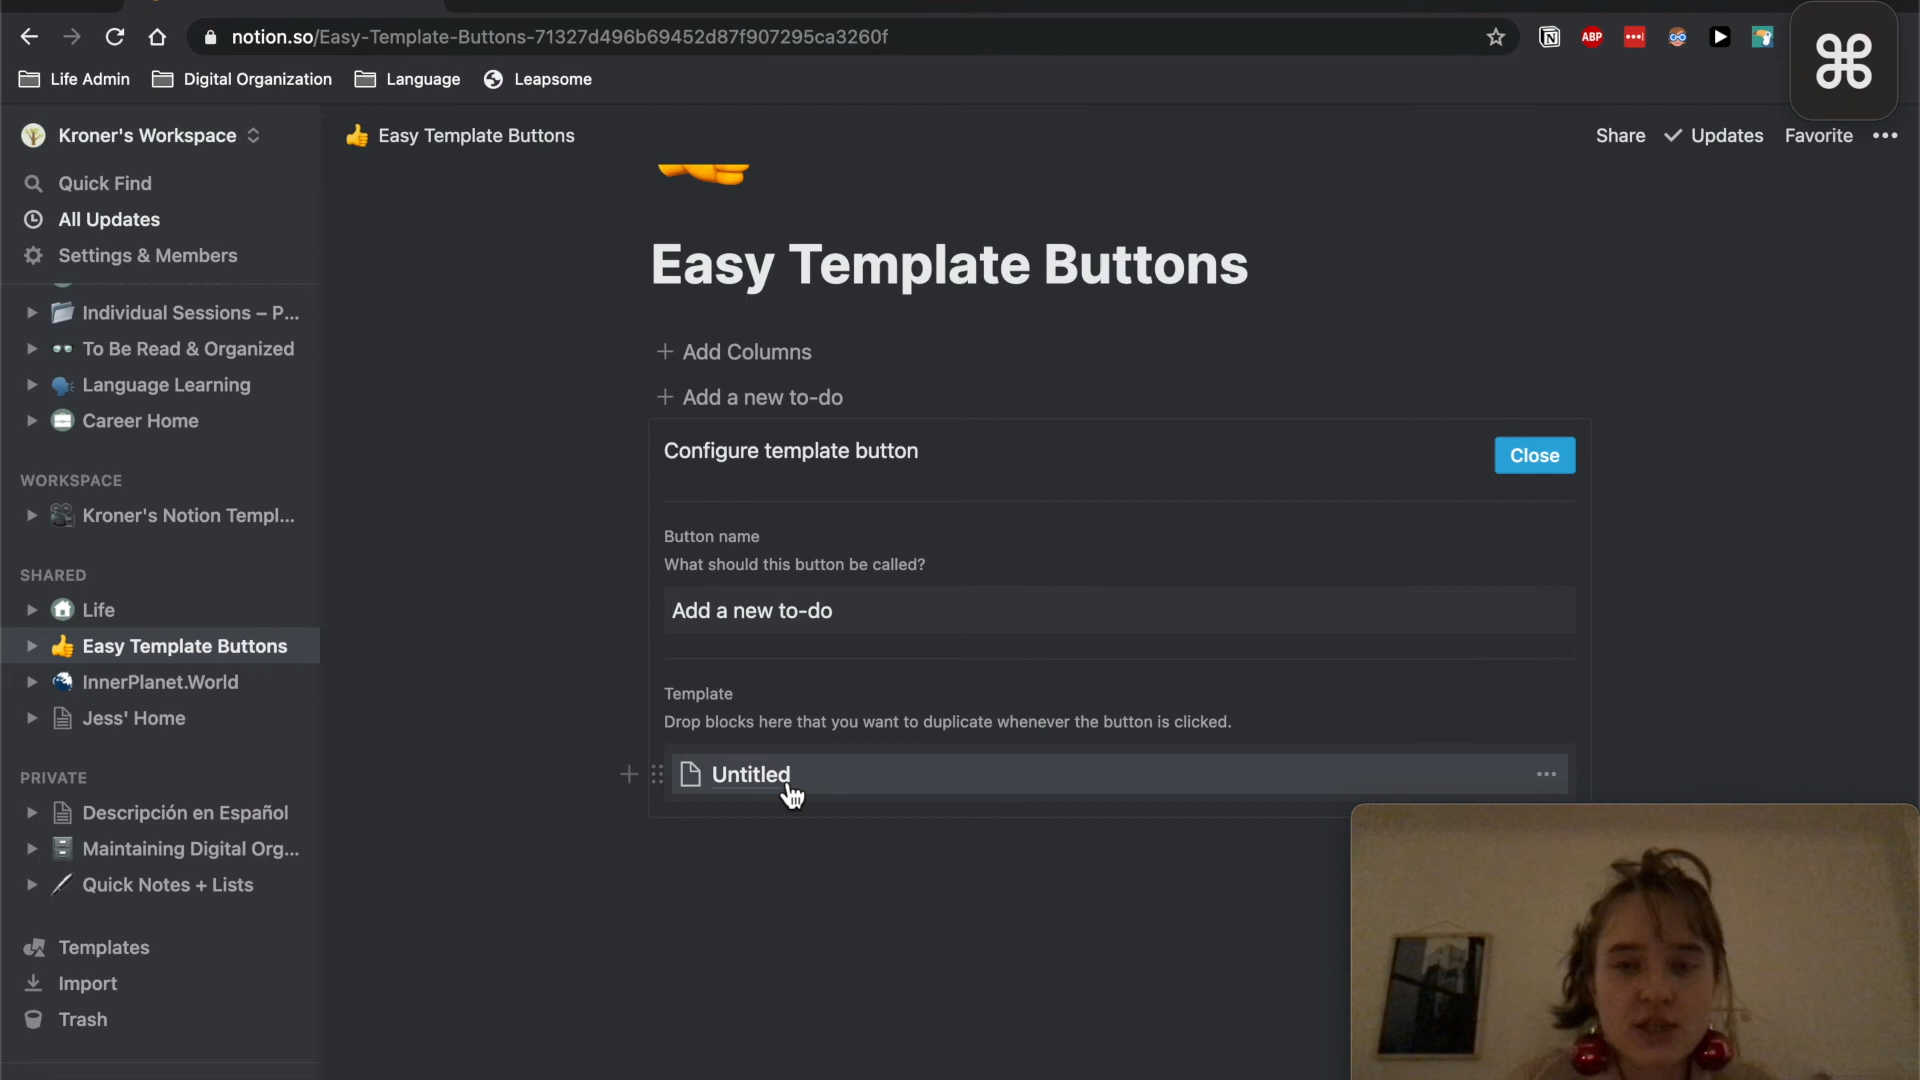 notion.so/Easy-Template-Buttons-71327d496b69452d87f907295ca3260f
ABP
⌘
Life Admin
Digital Organization
Language
Leapsome
Kroner's Workspace
Easy Template Buttons
Share
Updates
Favorite
Quick Find
All Updates
Settings & Members
Individual Sessions – P...
To Be Read & Organized
Language Learning
Career Home
WORKSPACE
Kroner's Notion Templ...
SHARED
Life
Easy Template Buttons
InnerPlanet.World
Jess' Home
PRIVATE
Descripción en Español
Maintaining Digital Org...
Quick Notes + Lists
Templates
Import
Trash
Easy Template Buttons
Add Columns
Add a new to-do
Configure template button
Close
Button name
What should this button be called?
Add a new to-do
Template
Drop blocks here that you want to duplicate whenever the button is clicked.
Untitled